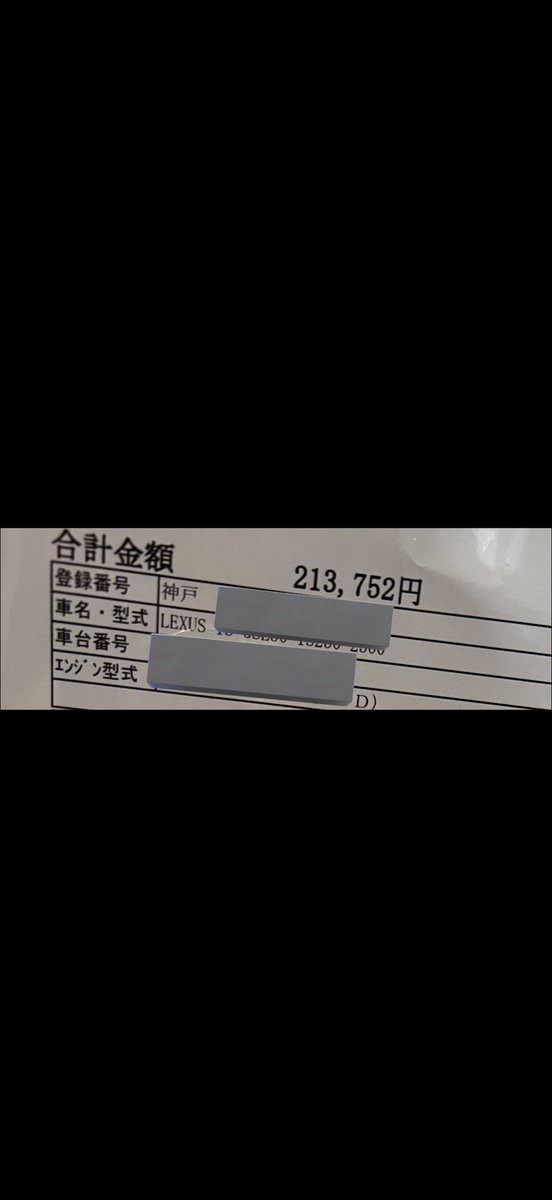 合計金額
213,752円
登録番号 神戸
車名・型式 LEXUS
車台番号
エンジン型式
D)